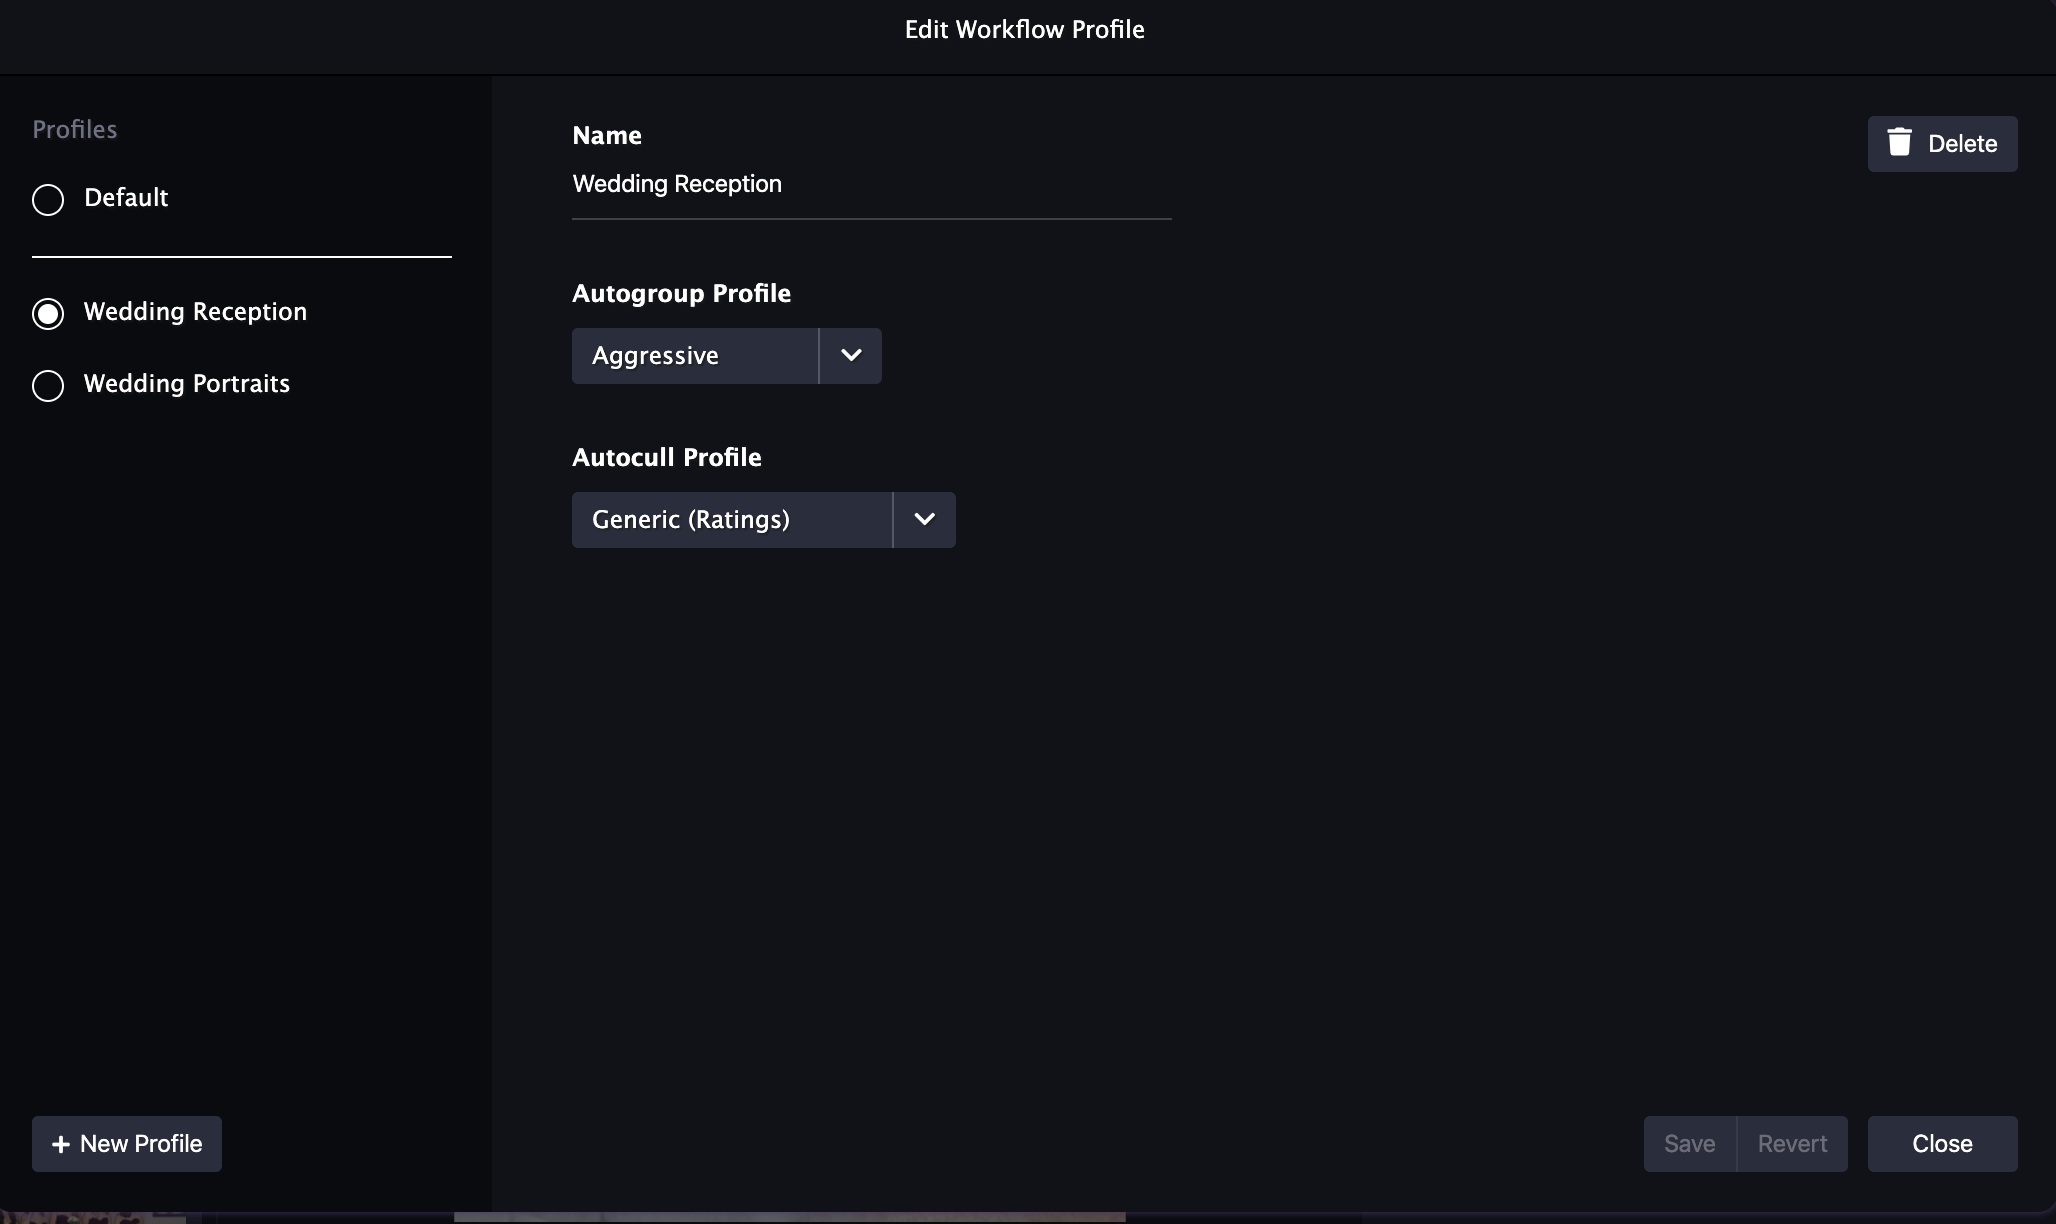 Edit Workflow Profile
Profiles
Default
Wedding Reception
Wedding Portraits
Name
Wedding Reception
Delete
Autogroup Profile
Aggressive
Autocull Profile
Generic (Ratings)
New Profile
Save
Revert
Close